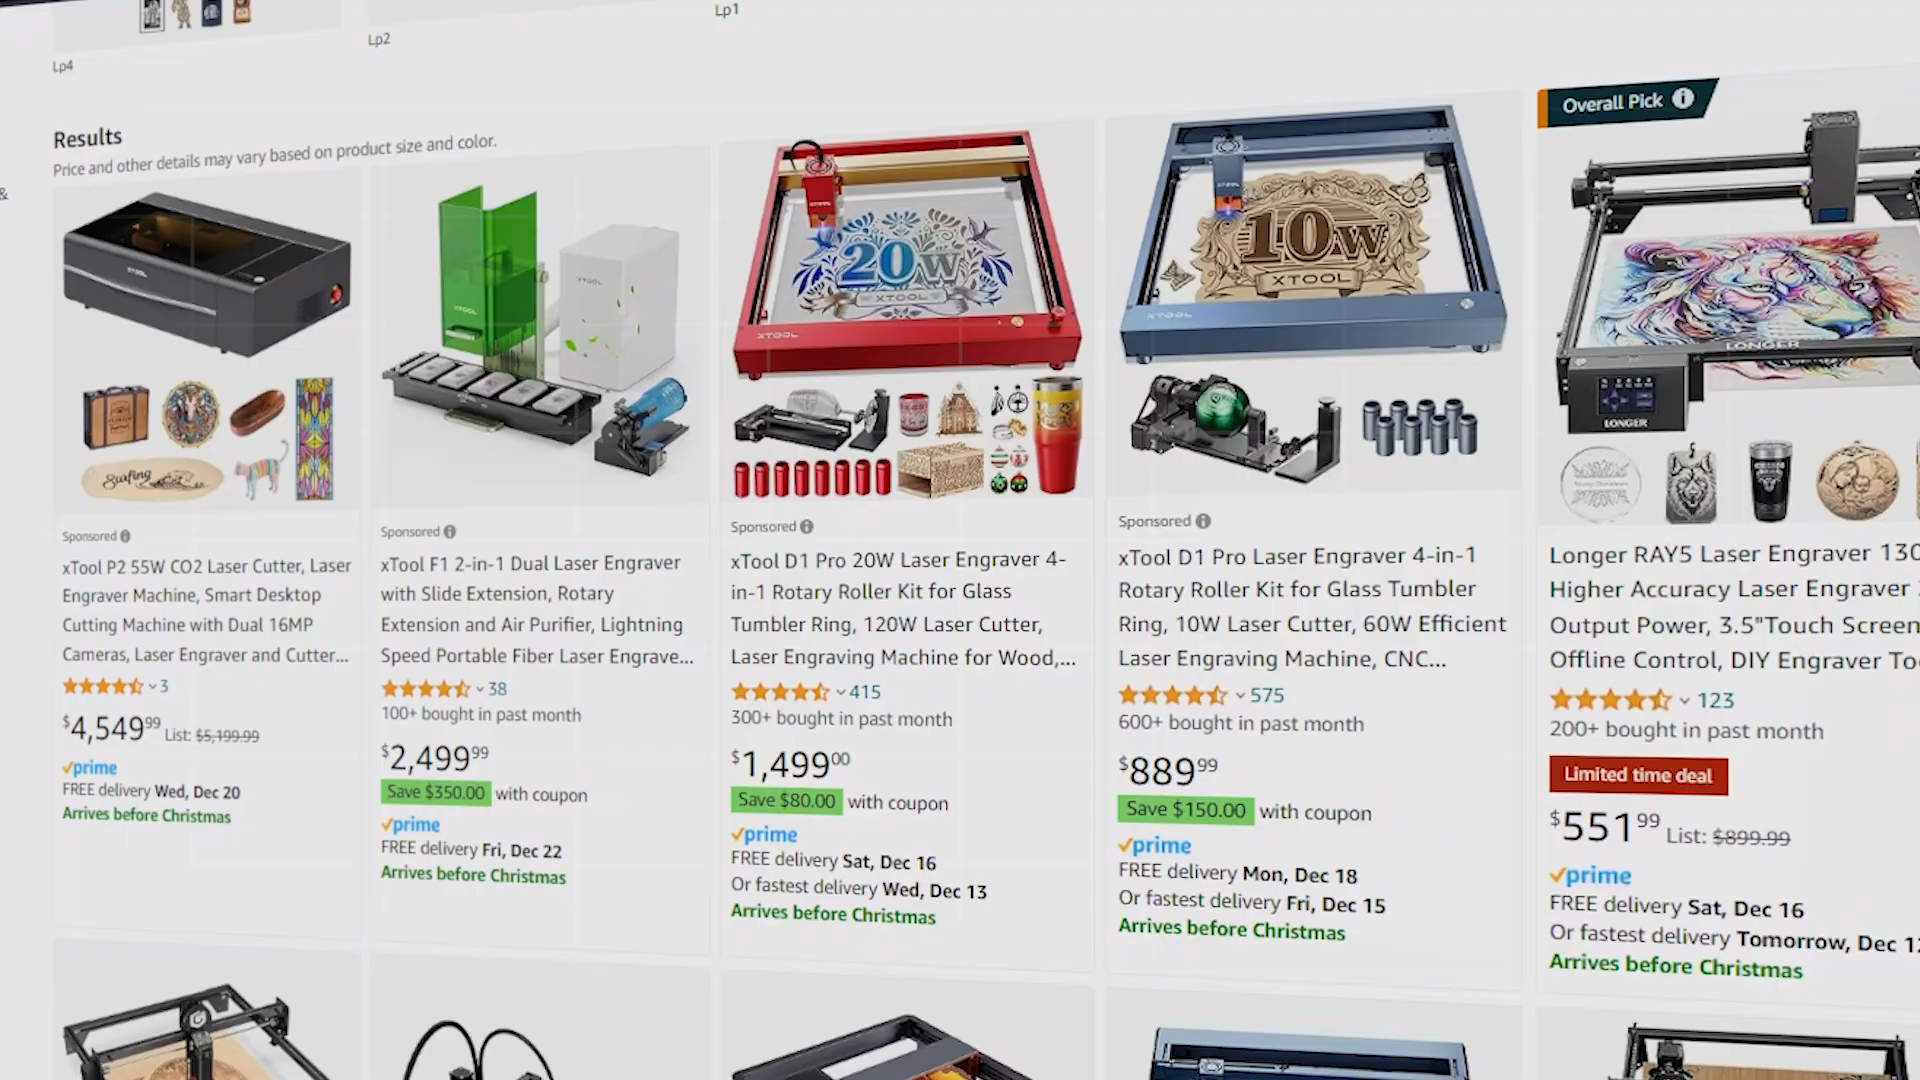 Lp4
Lp2
Lp1
&
Results
Price and other details may vary based on product size and color.
XTOOL
Surfing
Sponsored
xTool P2 55W CO2 Laser Cutter, Laser
Engraver Machine, Smart Desktop
Cutting Machine with Dual 16MP
Cameras, Laser Engraver and Cutter...
3
$4,549.99 List: $5,199.99
prime
FREE delivery Wed, Dec 20
Arrives before Christmas
XTOOL
XTOOL
Sponsored
xTool F1 2-in-1 Dual Laser Engraver
with Slide Extension, Rotary
Extension and Air Purifier, Lightning
Speed Portable Fiber Laser Engrave...
38
100+ bought in past month
$2,499.99
Save $350.00 with coupon
prime
FREE delivery Fri, Dec 22
Arrives before Christmas
XTOOL
20W
XTOOL
XTOOL
Sponsored
xTool D1 Pro 20W Laser Engraver 4-
in-1 Rotary Roller Kit for Glass
Tumbler Ring, 120W Laser Cutter,
Laser Engraving Machine for Wood,...
415
300+ bought in past month
$1,499.00
Save $80.00 with coupon
prime
FREE delivery Sat, Dec 16
Or fastest delivery Wed, Dec 13
Arrives before Christmas
XTOOL
10W
XTOOL
XTOOL
Sponsored
xTool D1 Pro Laser Engraver 4-in-1
Rotary Roller Kit for Glass Tumbler
Ring, 10W Laser Cutter, 60W Efficient
Laser Engraving Machine, CNC...
575
600+ bought in past month
$889.99
Save $150.00 with coupon
prime
FREE delivery Mon, Dec 18
Or fastest delivery Fri, Dec 15
Arrives before Christmas
Overall Pick
LONGER
LONGER
Longer RAY5 Laser Engraver 130
Higher Accuracy Laser Engraver
Output Power, 3.5"Touch Screen
Offline Control, DIY Engraver To
123
200+ bought in past month
Limited time deal
$551.99 List: $899.99
prime
FREE delivery Sat, Dec 16
Or fastest delivery Tomorrow, Dec 12
Arrives before Christmas